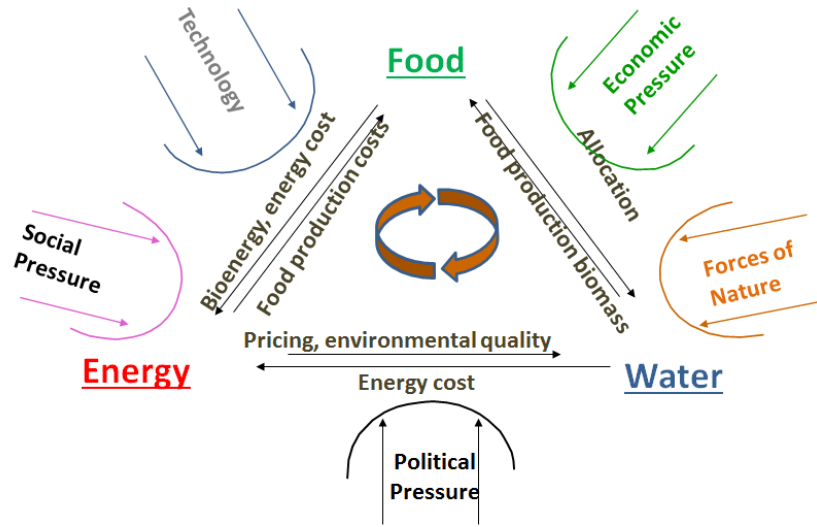 Technology
Food
Economic
Pressure
Bioenergy, energy cost
Food production costs
Food production biomass
Allocation
Social
Pressure
Forces of
Nature
Pricing, environmental quality
Energy
Energy cost
Water
Political
Pressure